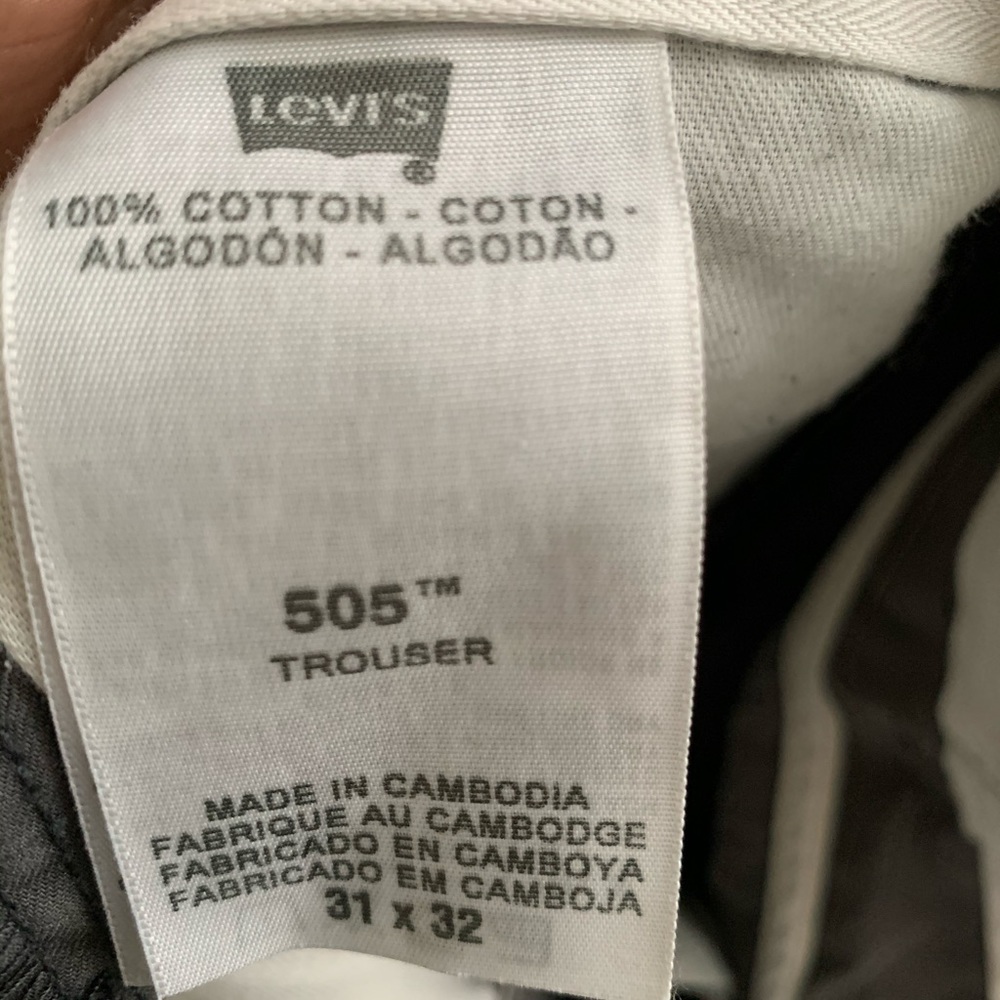 LEVI'S
®
100% COTTON - COTON -
ALGODÓN - ALGODÃO
505™
TROUSER
MADE IN CAMBODIA
FABRIQUE AU CAMBODGE
FABRICADO EN CAMBOYA
FABRICADO EM CAMBOJA
31 x 32